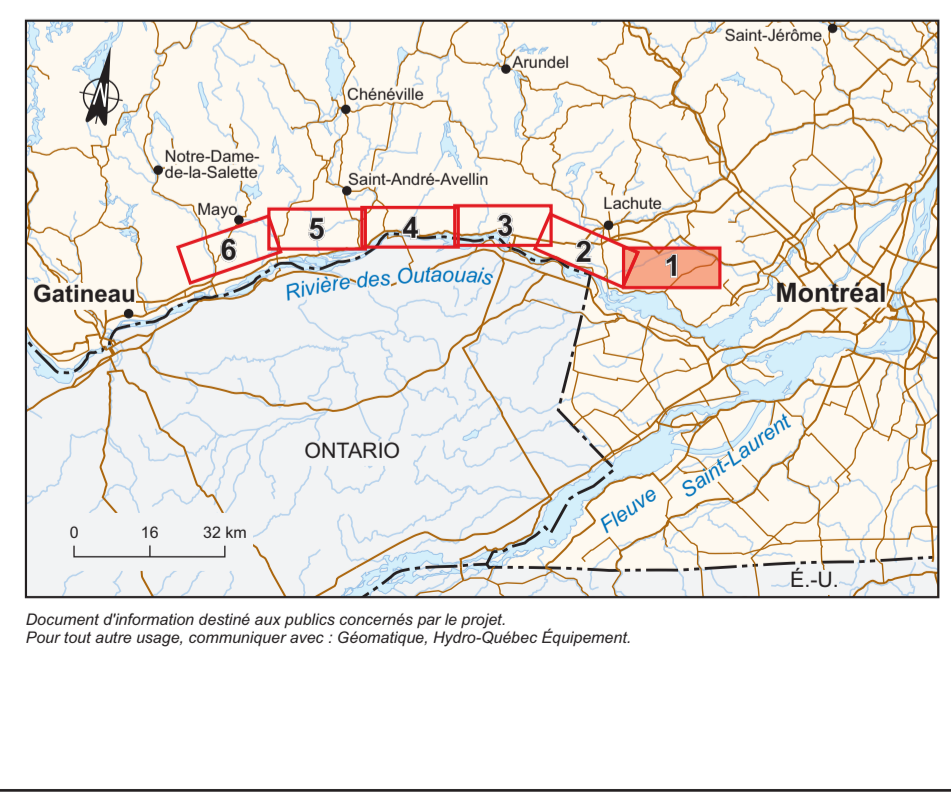 Saint-Jérôme
Arundel
N
Chénéville
Notre-Dame-
de-la-Salette
Saint-André-Avellin
Mayo
Lachute
6
5
4
3
2
1
Rivière des Outaouais
Gatineau
Montréal
ONTARIO
Fleuve Saint-Laurent
0 16 32 km
É.-U.
Document d'information destiné aux publics concernés par le projet.
Pour tout autre usage, communiquer avec : Géomatique, Hydro-Québec Équipement.